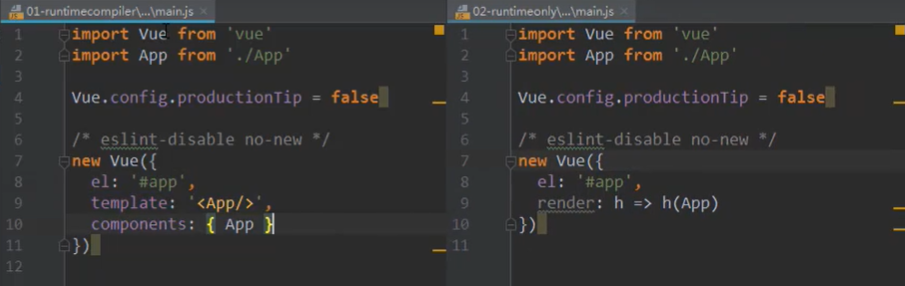 01-runtimecompiler\...\main.js
1 import Vue from 'vue'
2 import App from './App'
3
4 Vue.config.productionTip = false
5
6 /* eslint-disable no-new */
7 new Vue({
8 el: '#app',
9 template: '<App/>',
10 components: { App }
11 })
12
02-runtimeonly\...\main.js
1 import Vue from 'vue'
2 import App from './App'
3
4 Vue.config.productionTip = false
5
6 /* eslint-disable no-new */
7 new Vue({
8 el: '#app',
9 render: h => h(App)
10 })
11